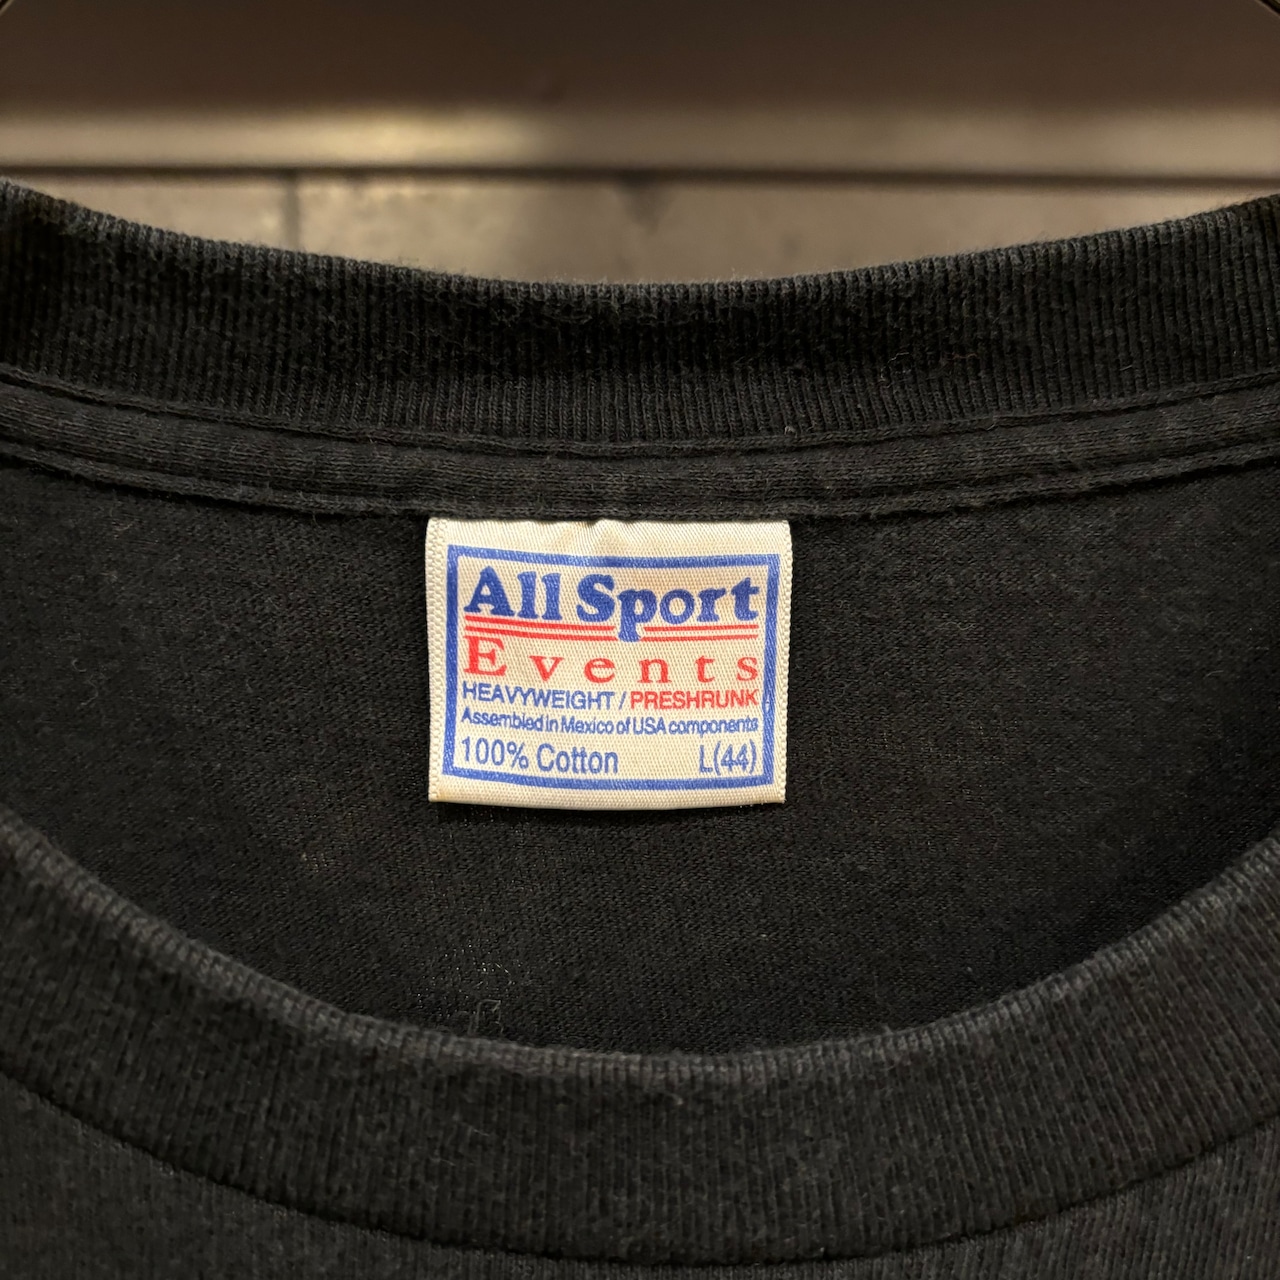 All Sport
Events
HEAVYWEIGHT / PRESHRUNK
Assembled in Mexico of USA components
100% Cotton L(44)